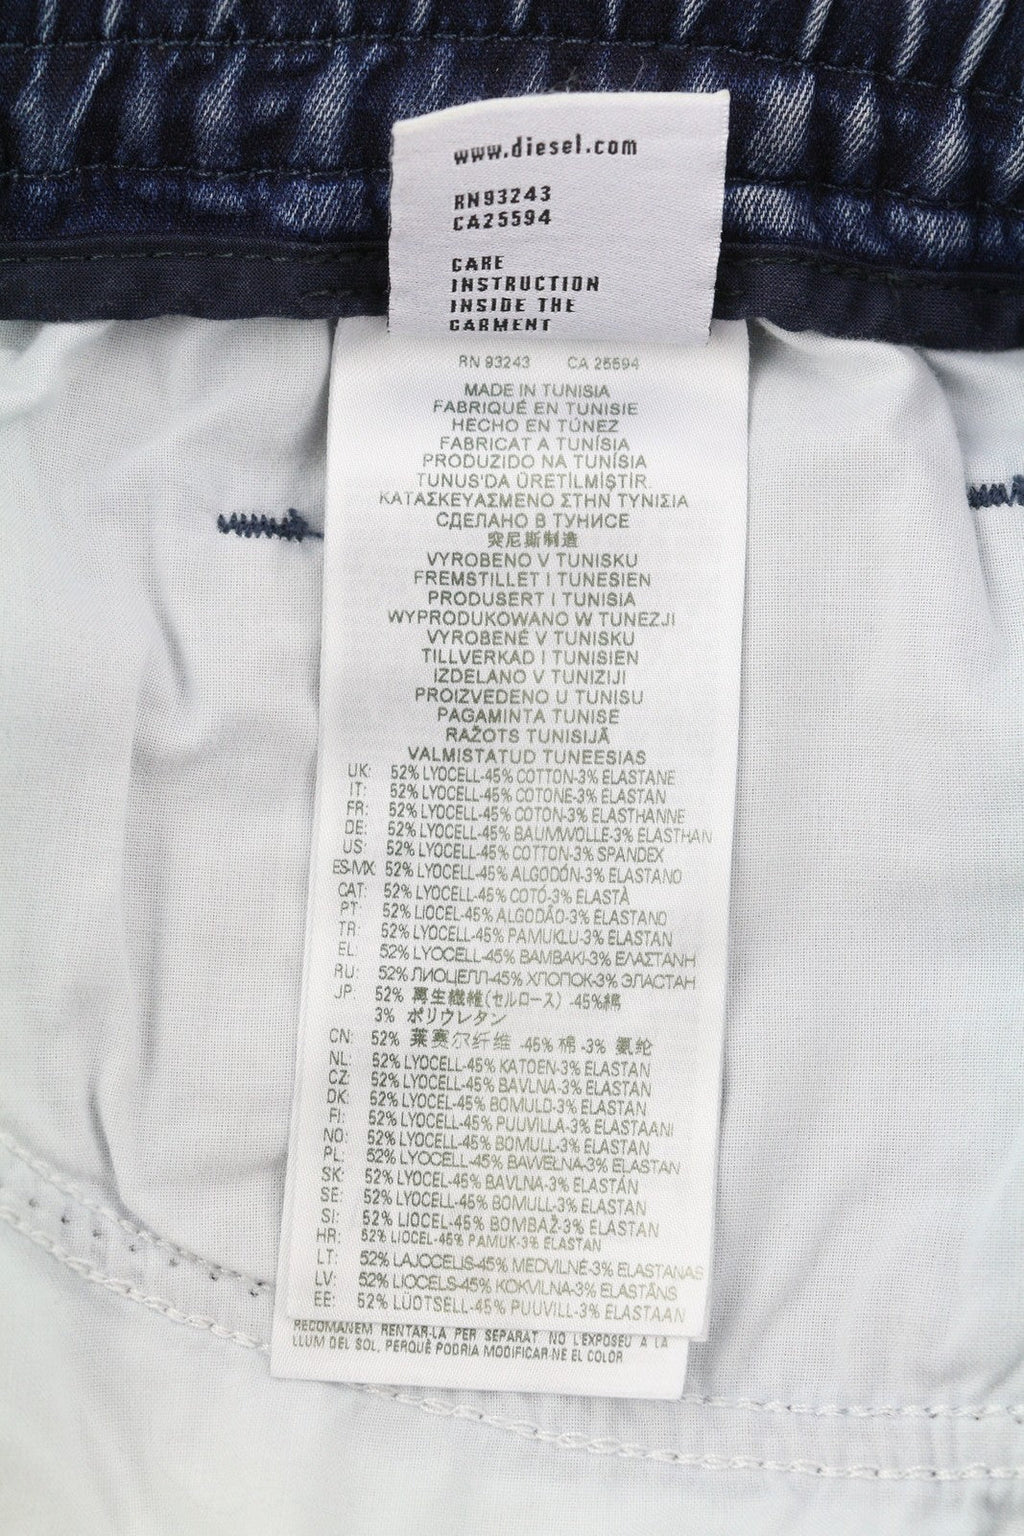 www.diesel.com
RN93243
CA25594
CARE
INSTRUCTION
INSIDE THE
GARMENT
RN 93243 CA 25594
MADE IN TUNISIA
FABRIQUÉ EN TUNISIE
HECHO EN TÚNEZ
FABRICAT A TUNÍSIA
PRODUZIDO NA TUNÍSIA
TUNUS'DA ÜRETİLMİŞTİR.
ΚΑΤΑΣΚΕΥΑΣΜΕΝΟ ΣΤΗΝ ΤΥΝΙΣΙΑ
СДЕЛАНО В ТУНИСЕ
突尼斯制造
VYROBENO V TUNISKU
FREMSTILLET I TUNESIEN
PRODUSERT I TUNISIA
WYPRODUKOWANO W TUNEZJI
VYROBENÉ V TUNISKU
TILLVERKAD I TUNISIEN
IZDELANO V TUNIZIJI
PROIZVEDENO U TUNISU
PAGAMINTA TUNISE
RAŽOTS TUNISIJĀ
VALMISTATUD TUNEESIAS
UK: 52% LYOCELL-45% COTTON-3% ELASTANE
IT: 52% LYOCELL-45% COTONE-3% ELASTAN
FR: 52% LYOCELL-45% COTON-3% ELASTHANNE
DE: 52% LYOCELL-45% BAUMWOLLE-3% ELASTHAN
US: 52% LYOCELL-45% COTTON-3% SPANDEX
ES-MX: 52% LYOCELL-45% ALGODÓN-3% ELASTANO
CAT: 52% LYOCELL-45% COTÓ-3% ELASTÀ
PT: 52% LIOCEL-45% ALGODÃO-3% ELASTANO
TR: 52% LYOCELL-45% PAMUKLU-3% ELASTAN
EL: 52% LYOCELL-45% ΒΑΜΒΑΚΙ-3% ΕΛΑΣΤΑΝΗ
RU: 52% ЛИОЦЕЛЛ-45% ХЛОПОК-3% ЭЛАСТАН
JP: 52% 再生繊維(セルロース) -45%綿
3% ポリウレタン
CN: 52% 莱赛尔纤维 -45% 棉 -3% 氨纶
NL: 52% LYOCELL-45% KATOEN-3% ELASTAN
CZ: 52% LYOCELL-45% BAVLNA-3% ELASTAN
DK: 52% LYOCEL-45% BOMULD-3% ELASTAN
FI: 52% LYOCELL-45% PUUVILLA-3% ELASTAANI
NO: 52% LYOCELL-45% BOMULL-3% ELASTAN
PL: 52% LYOCELL-45% BAWEŁNA-3% ELASTAN
SK: 52% LYOCEL-45% BAVLNA-3% ELASTÁN
SE: 52% LYOCELL-45% BOMULL-3% ELASTAN
SI: 52% LIOCEL-45% BOMBAŽ-3% ELASTAN
HR: 52% LIOCEL-45% PAMUK-3% ELASTAN
LT: 52% LAJOCELIS-45% MEDVILNĖ-3% ELASTANAS
LV: 52% LIOCELS-45% KOKVILNA-3% ELASTĀNS
EE: 52% LÜOTSELL-45% PUUVILL-3% ELASTAAN
RECOMANEM RENTAR-LA PER SEPARAT. NO L'EXPOSEU A LA
LLUM DEL SOL, PERQUÈ PODRIA MODIFICAR-NE EL COLOR